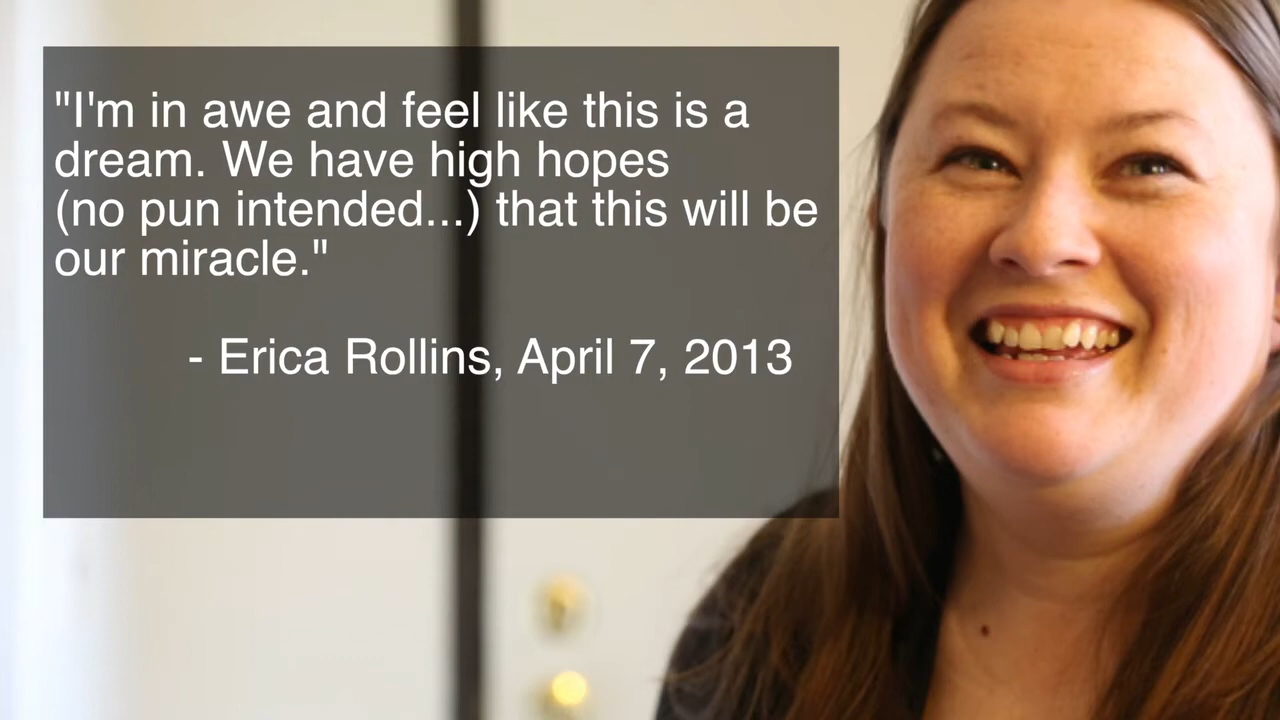 "I'm in awe and feel like this is a
dream. We have high hopes
(no pun intended...) that this will be
our miracle."
- Erica Rollins, April 7, 2013